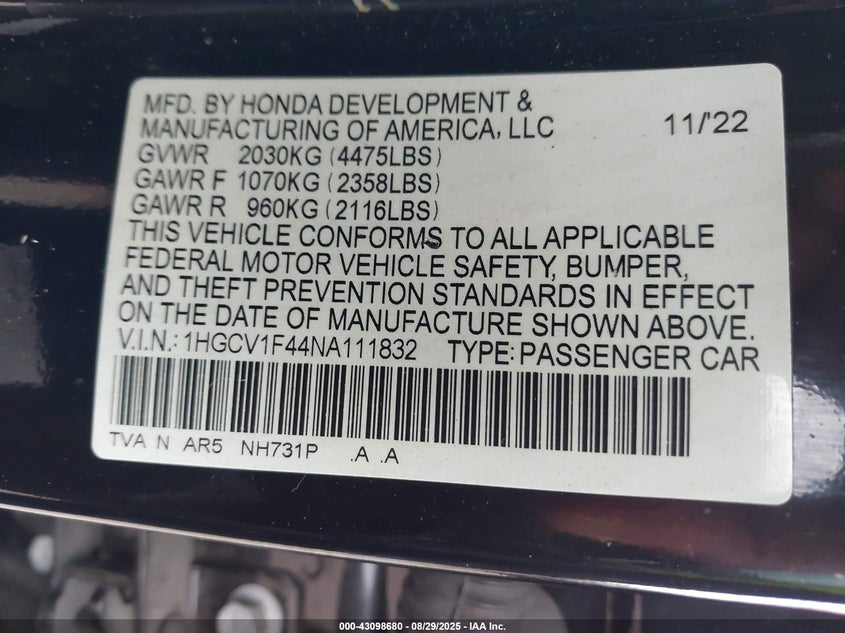 MFD. BY HONDA DEVELOPMENT &
MANUFACTURING OF AMERICA, LLC 11/'22
GVWR 2030KG (4475LBS)
GAWR F 1070KG (2358LBS)
GAWR R 960KG (2116LBS)
THIS VEHICLE CONFORMS TO ALL APPLICABLE
FEDERAL MOTOR VEHICLE SAFETY, BUMPER,
AND THEFT PREVENTION STANDARDS IN EFFECT
ON THE DATE OF MANUFACTURE SHOWN ABOVE.
V.I.N.: 1HGCV1F44NA111832 TYPE: PASSENGER CAR
TVA N AR5 NH731P .A .A
000-43098680 - 08/29/2025 - IAA Inc.